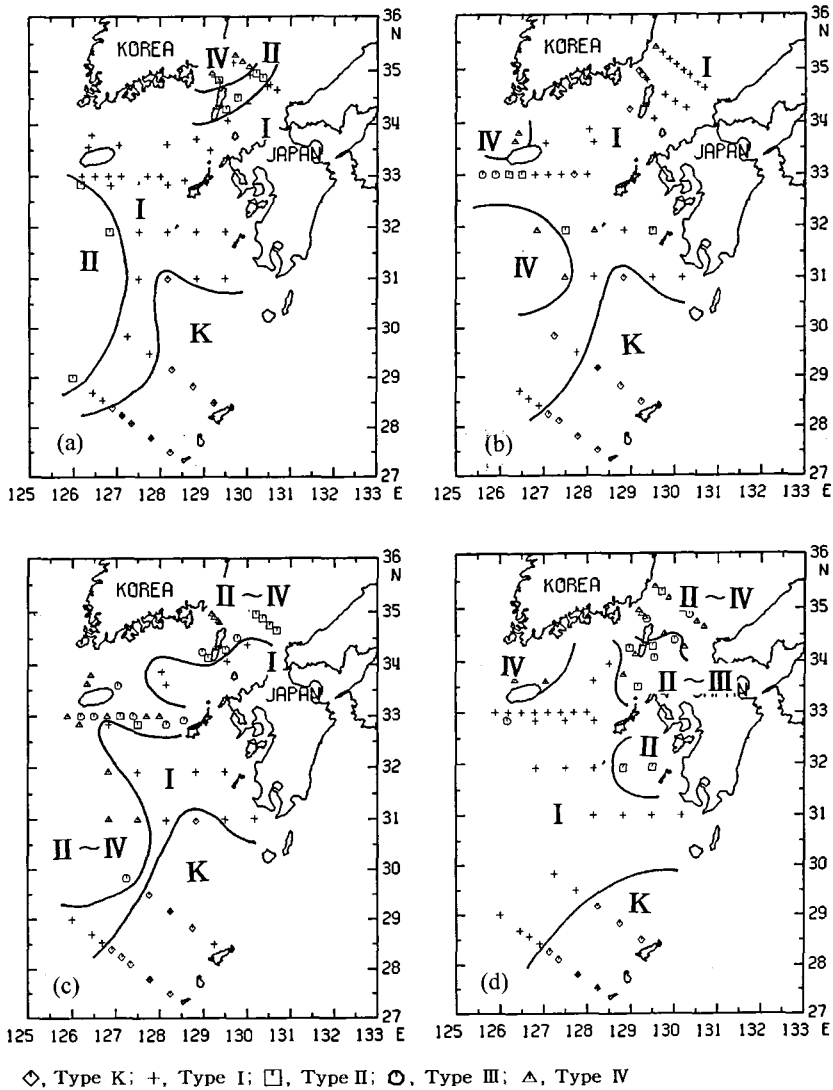 36
N
35
34
33
32
31
30
29
28
27
125 126 127 128 129 130 131 132 133 E
KOREA
JAPAN
IV
II
I
I
II
K
(a)
36
N
35
34
33
32
31
30
29
28
27
125 126 127 128 129 130 131 132 133 E
KOREA
JAPAN
I
IV
I
IV
K
(b)
36
N
35
34
33
32
31
30
29
28
27
125 126 127 128 129 130 131 132 133 E
KOREA
JAPAN
II～IV
I
I
II～IV
K
(c)
36
N
35
34
33
32
31
30
29
28
27
125 126 127 128 129 130 131 132 133 E
KOREA
II～IV
IV
II～III
II
I
K
(d)
◇, Type K; +, Type I; □, Type II; ○, Type III; △, Type IV